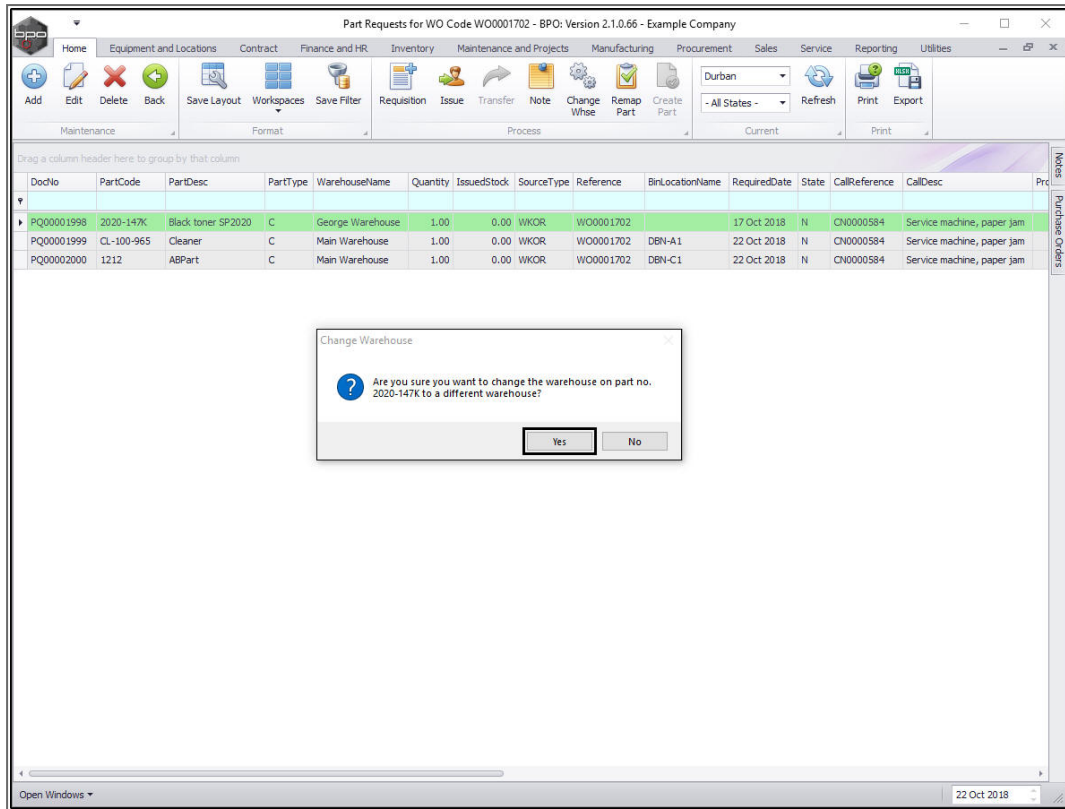 Part Requests for WO Code WO0001702 - BPO: Version 2.1.0.66 - Example Company
bpo
Home Equipment and Locations Contract Finance and HR Inventory Maintenance and Projects Manufacturing Procurement Sales Service Reporting Utilities
Add Edit Delete Back Save Layout Workspaces Save Filter Requisition Issue Transfer Note Change Whse Remap Part Create Part Durban - All States - Refresh Print Export
Maintenance Format Process Current Print
Drag a column header here to group by that column
DocNo PartCode PartDesc PartType WarehouseName Quantity IssuedStock SourceType Reference BinLocationName RequiredDate State CallReference CallDesc Prc
PQ00001998 2020-147K Black toner SP2020 C George Warehouse 1.00 0.00 WKOR WO0001702 17 Oct 2018 N CN0000584 Service machine, paper jam
PQ00001999 CL-100-965 Cleaner C Main Warehouse 1.00 0.00 WKOR WO0001702 DBN-A1 22 Oct 2018 N CN0000584 Service machine, paper jam
PQ00002000 1212 ABPart C Main Warehouse 1.00 0.00 WKOR WO0001702 DBN-C1 22 Oct 2018 N CN0000584 Service machine, paper jam
Notes
Purchase Orders
Change Warehouse
Are you sure you want to change the warehouse on part no.
2020-147K to a different warehouse?
Yes No
Open Windows 22 Oct 2018